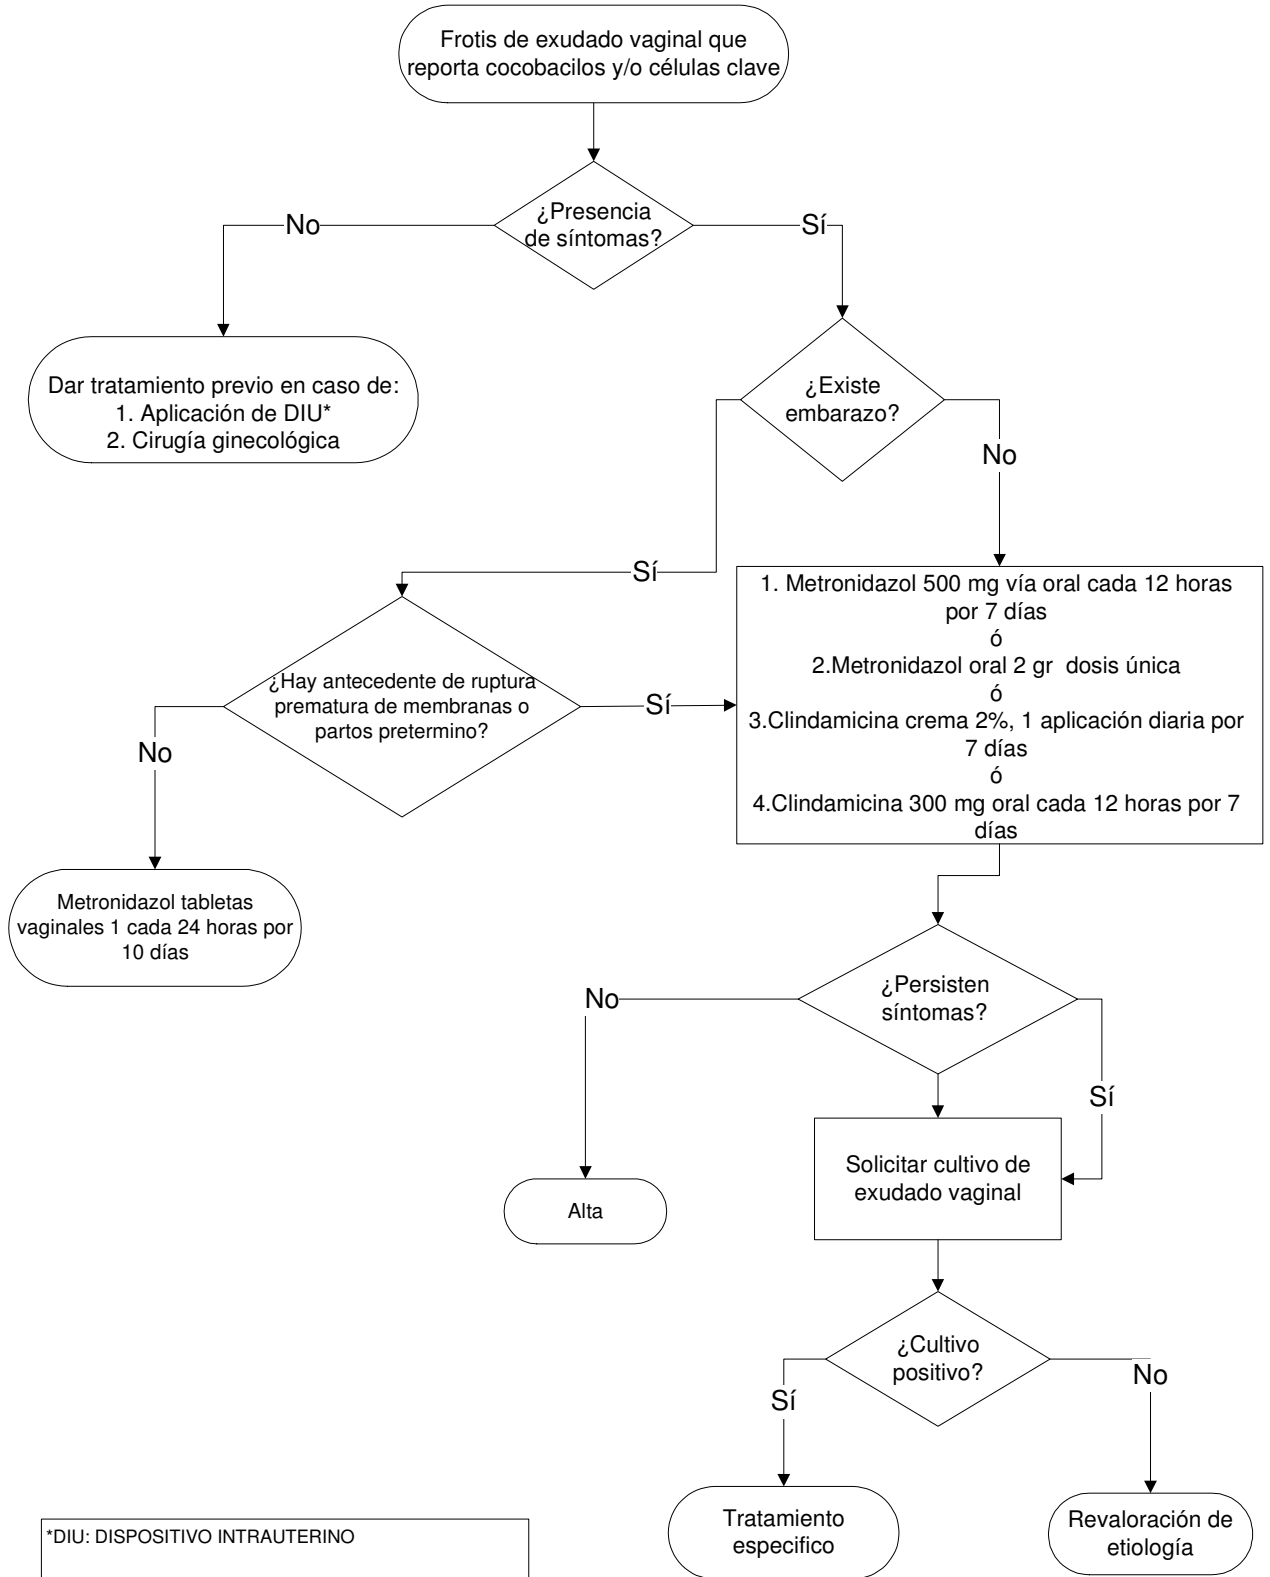 Frotis de exudado vaginal que
reporta cocobacilos y/o células clave
¿Presencia
de síntomas?
No
Sí
Dar tratamiento previo en caso de:
1. Aplicación de DIU*
2. Cirugía ginecológica
¿Existe
embarazo?
No
Sí
1. Metronidazol 500 mg vía oral cada 12 horas
por 7 días
ó
2.Metronidazol oral 2 gr  dosis única
ó
3.Clindamicina crema 2%, 1 aplicación diaria por
7 días
ó
4.Clindamicina 300 mg oral cada 12 horas por 7
días
¿Hay antecedente de ruptura
prematura de membranas o
partos pretermino?
Sí
No
Metronidazol tabletas
vaginales 1 cada 24 horas por
10 días
¿Persisten
síntomas?
No
Sí
Solicitar cultivo de
exudado vaginal
Alta
¿Cultivo
positivo?
Sí
No
Tratamiento
especifico
Revaloración de
etiología
*DIU: DISPOSITIVO INTRAUTERINO